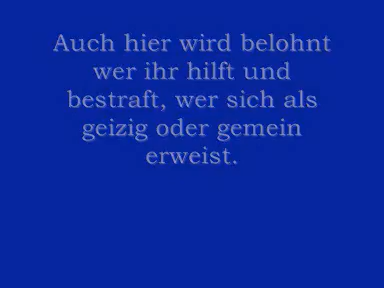 Auch hier wird belohnt
wer ihr hilft und
bestraft, wer sich als
geizig oder gemein
erweist.